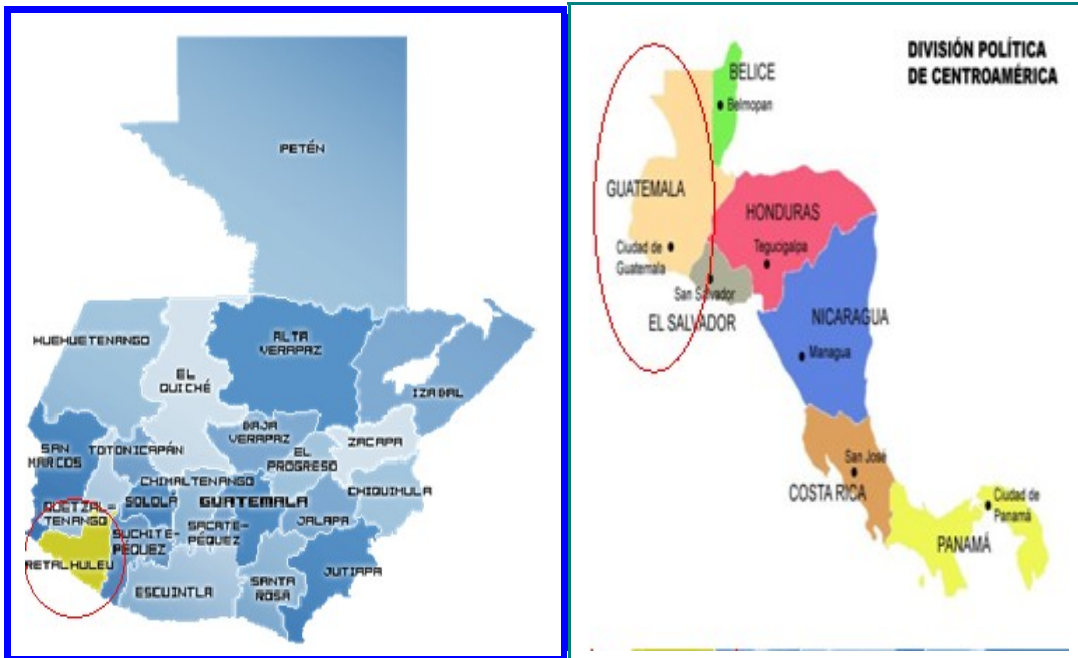 PETÉN
HUEHUETENANGO
ALTA
VERAPAZ
EL
QUICHÉ
IZABAL
BAJA
VERAPAZ
ZACAPA
SAN
MARCOS
TOTONICAPÁN
EL
PROGRESO
CHIMALTENANGO
CHIQUIMULA
QUETZAL-
TENANGO
SOLOLA
GUATEMALA
JALAPA
SUCHITE-
PÉQUEZ
SACATE-
PÉQUEZ
RETALHULEU
JUTIAPA
ESCUINTLA
SANTA
ROSA
DIVISIÓN POLÍTICA
DE CENTROAMÉRICA
BELICE
Belmopan
GUATEMALA
HONDURAS
Ciudad de
Guatemala
Tegucigalpa
San Salvador
EL SALVADOR
NICARAGUA
Managua
San José
COSTA RICA
Ciudad de
Panamá
PANAMÁ